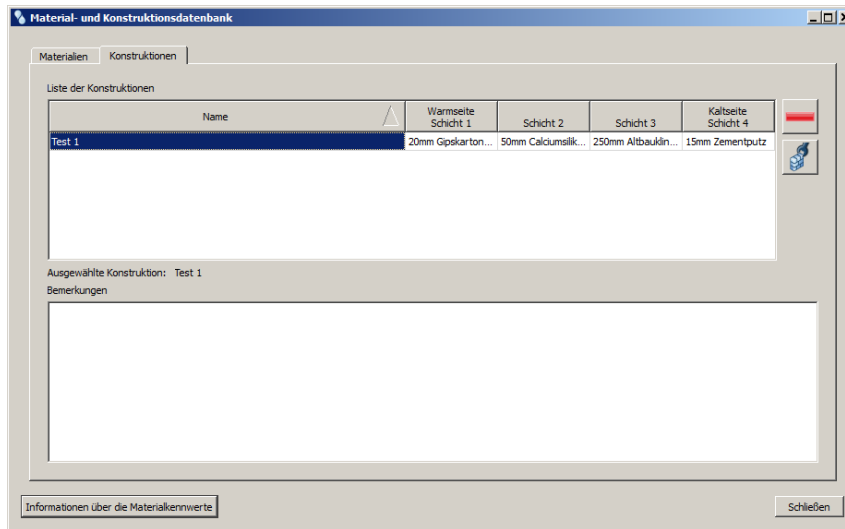 Material- und Konstruktionsdatenbank
Materialien Konstruktionen
Liste der Konstruktionen
Name Warmseite Schicht 1 Schicht 2 Schicht 3 Kaltseite Schicht 4
Test 1 20mm Gipskarton... 50mm Calciumsilik... 250mm Altbauklin... 15mm Zementputz
Ausgewählte Konstruktion: Test 1
Bemerkungen
Informationen über die Materialkennwerte Schließen